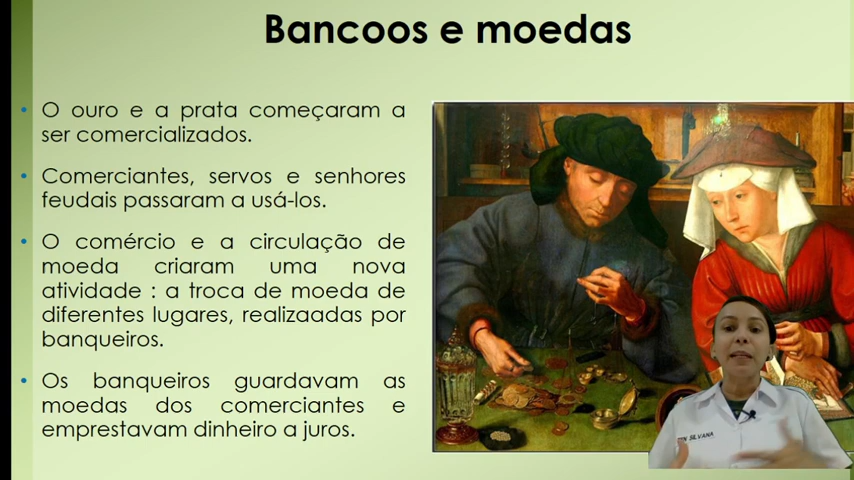 Bancoos e moedas
• O ouro e a prata começaram a
ser comercializados.
• Comerciantes, servos e senhores
feudais passaram a usá-los.
• O comércio e a circulação de
moeda criaram uma nova
atividade : a troca de moeda de
diferentes lugares, realizaadas por
banqueiros.
• Os banqueiros guardavam as
moedas dos comerciantes e
emprestavam dinheiro a juros.
SILVANA